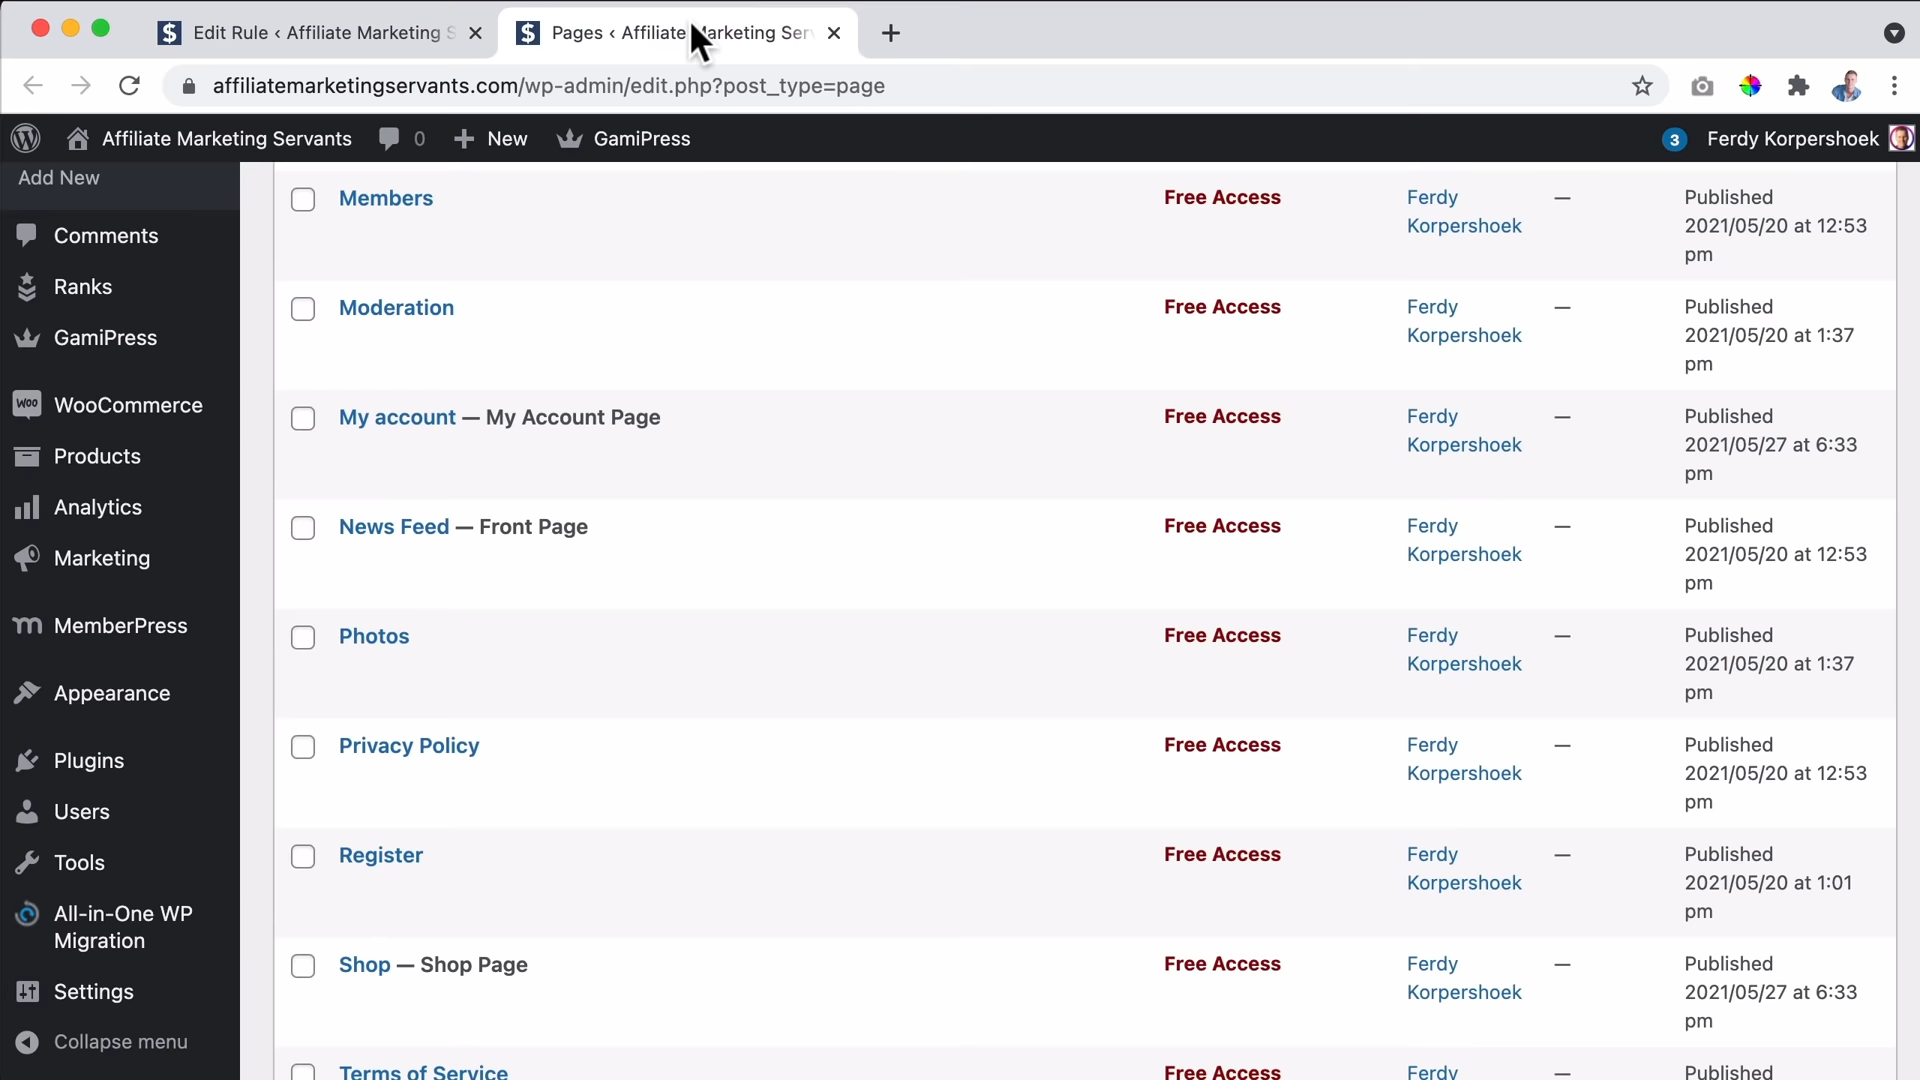 Edit Rule ‹ Affiliate Marketing S
Pages ‹ Affiliate Marketing Ser
affiliatemarketingservants.com/wp-admin/edit.php?post_type=page
Affiliate Marketing Servants 0 New GamiPress 3 Ferdy Korpershoek
Add New
Comments
Ranks
GamiPress
Woo WooCommerce
Products
Analytics
Marketing
MemberPress
Appearance
Plugins
Users
Tools
All-in-One WP
Migration
Settings
Collapse menu
Members Free Access Ferdy — Published
Korpershoek 2021/05/20 at 12:53
pm
Moderation Free Access Ferdy — Published
Korpershoek 2021/05/20 at 1:37
pm
My account — My Account Page Free Access Ferdy — Published
Korpershoek 2021/05/27 at 6:33
pm
News Feed — Front Page Free Access Ferdy — Published
Korpershoek 2021/05/20 at 12:53
pm
Photos Free Access Ferdy — Published
Korpershoek 2021/05/20 at 1:37
pm
Privacy Policy Free Access Ferdy — Published
Korpershoek 2021/05/20 at 12:53
pm
Register Free Access Ferdy — Published
Korpershoek 2021/05/20 at 1:01
pm
Shop — Shop Page Free Access Ferdy — Published
Korpershoek 2021/05/27 at 6:33
pm
Terms of Service Free Access Ferdy — Published